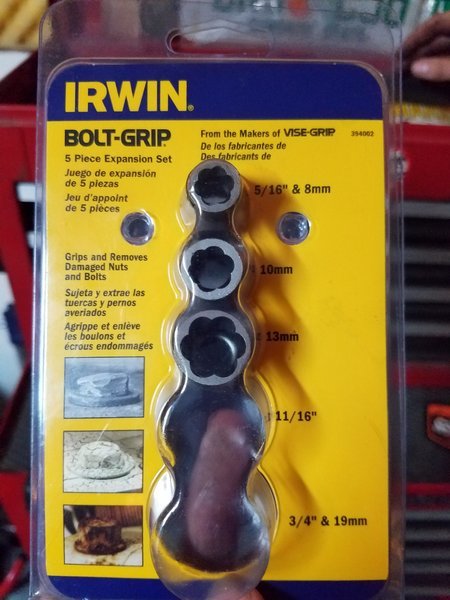 IRWIN®
BOLT-GRIP®
5 Piece Expansion Set
Juego de expansión
de 5 piezas
Jeu d'appoint
de 5 pièces
From the Makers of VISE-GRIP® 394002
De los fabricantes de
Des fabricants de
5/16" & 8mm
10mm
13mm
11/16"
3/4" & 19mm
Grips and Removes
Damaged Nuts
and Bolts
Sujeta y extrae las
tuercas y pernos
averiados
Agrippe et enlève
les boulons et
écrous endommagés